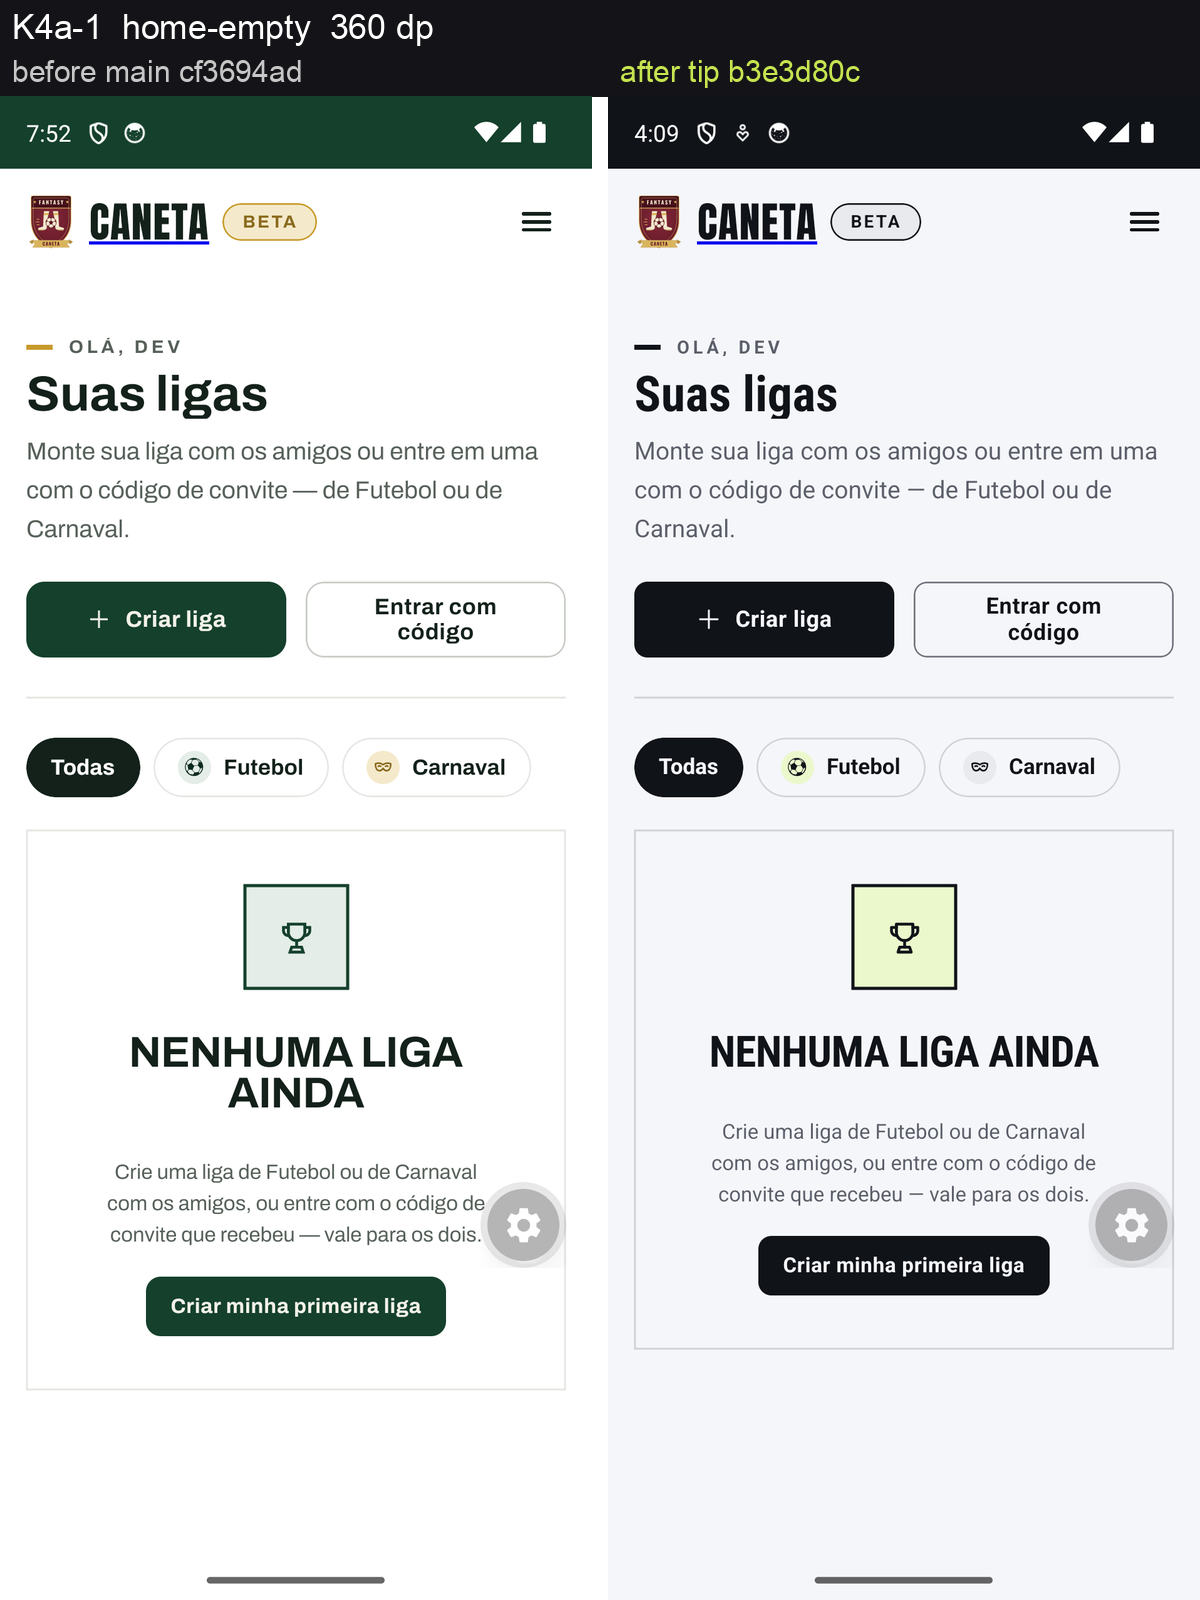 K4a-1 home-empty 360 dp
before main cf3694ad
after tip b3e3d80c
7:52
FANTASY
CANETA
CANETA
BETA
OLÁ, DEV
Suas ligas
Monte sua liga com os amigos ou entre em uma
com o código de convite — de Futebol ou de
Carnaval.
Criar liga
Entrar com
código
Todas
Futebol
Carnaval
NENHUMA LIGA
AINDA
Crie uma liga de Futebol ou de Carnaval
com os amigos, ou entre com o código de
convite que recebeu — vale para os dois.
Criar minha primeira liga
4:09
FANTASY
CANETA
CANETA
BETA
OLÁ, DEV
Suas ligas
Monte sua liga com os amigos ou entre em uma
com o código de convite — de Futebol ou de
Carnaval.
Criar liga
Entrar com
código
Todas
Futebol
Carnaval
NENHUMA LIGA AINDA
Crie uma liga de Futebol ou de Carnaval
com os amigos, ou entre com o código de
convite que recebeu — vale para os dois.
Criar minha primeira liga